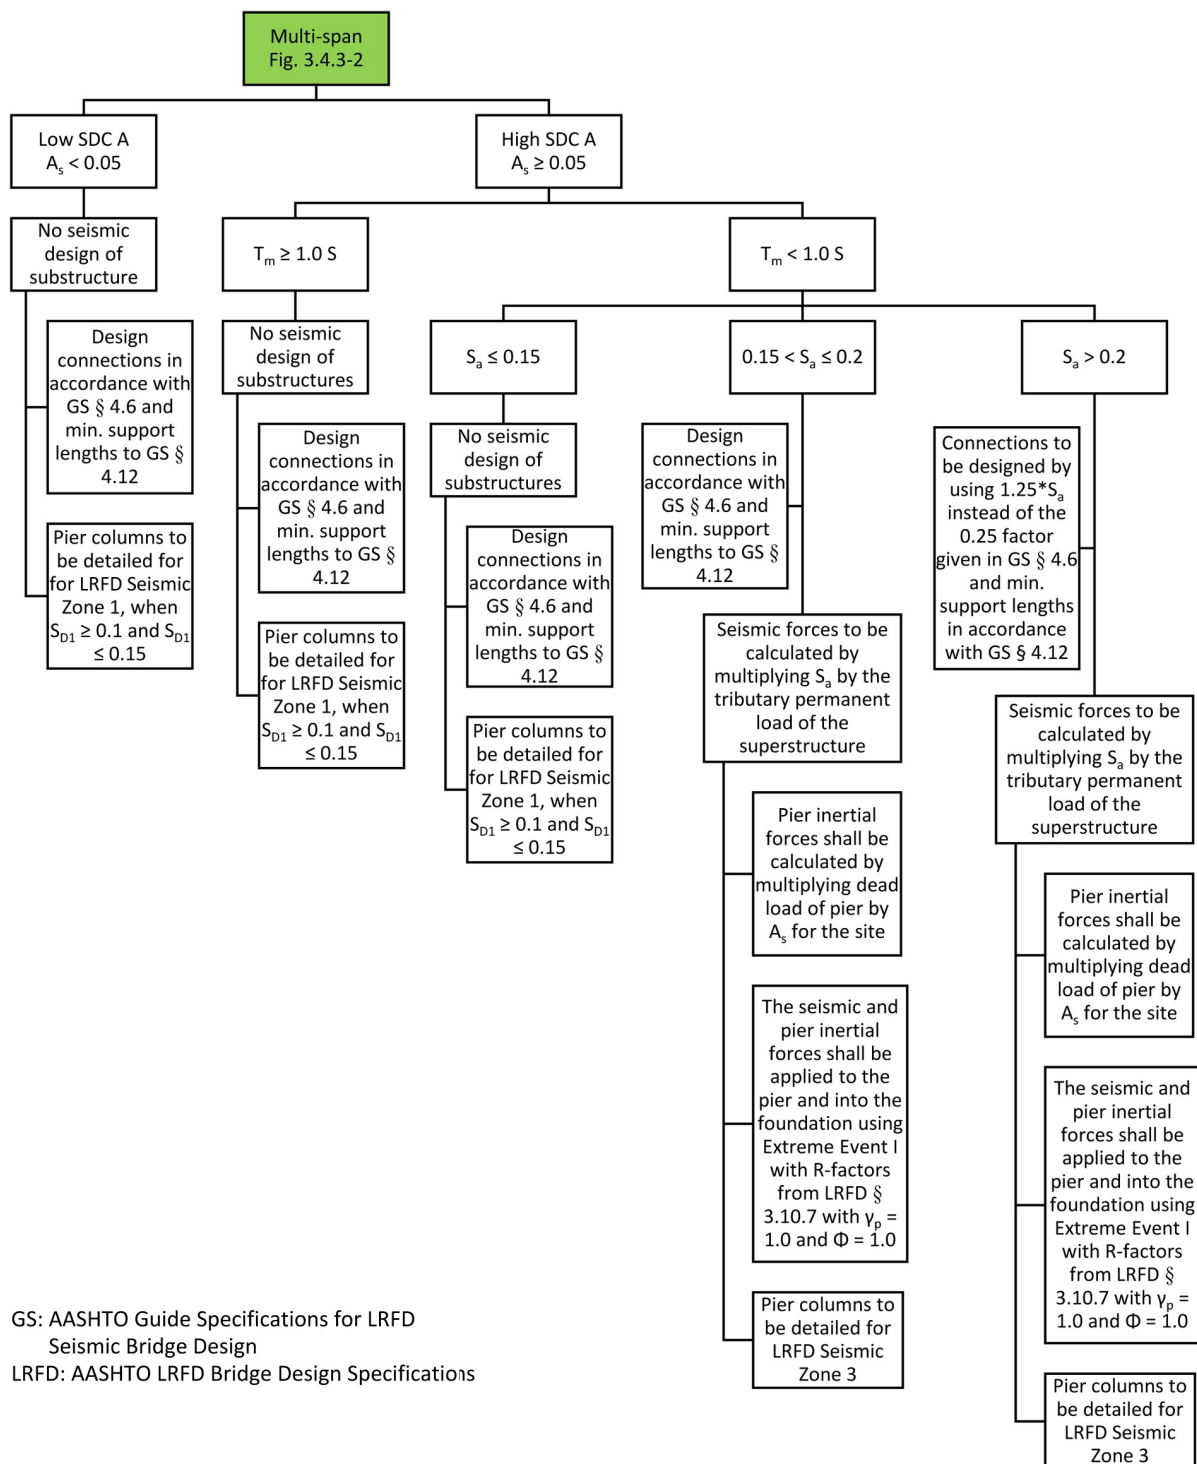 Multi-span
Fig. 3.4.3-2
Low SDC A
As < 0.05
High SDC A
As ≥ 0.05
No seismic
design of
substructure
Tm ≥ 1.0 S
Tm < 1.0 S
Design
connections in
accordance with
GS § 4.6 and
min. support
lengths to GS §
4.12
Pier columns to
be detailed for
for LRFD Seismic
Zone 1, when
SD1 ≥ 0.1 and SD1
≤ 0.15
No seismic
design of
substructures
Design
connections in
accordance with
GS § 4.6 and
min. support
lengths to GS §
4.12
Pier columns to
be detailed for
for LRFD Seismic
Zone 1, when
SD1 ≥ 0.1 and SD1
≤ 0.15
Sa ≤ 0.15
No seismic
design of
substructures
Design
connections in
accordance with
GS § 4.6 and
min. support
lengths to GS §
4.12
Pier columns to
be detailed for
for LRFD Seismic
Zone 1, when
SD1 ≥ 0.1 and SD1
≤ 0.15
0.15 < Sa ≤ 0.2
Design
connections in
accordance with
GS § 4.6 and
min. support
lengths to GS §
4.12
Seismic forces to be
calculated by
multiplying Sa by the
tributary permanent
load of the
superstructure
Pier inertial
forces shall be
calculated by
multiplying dead
load of pier by
As for the site
The seismic and
pier inertial
forces shall be
applied to the
pier and into the
foundation using
Extreme Event I
with R-factors
from LRFD §
3.10.7 with γp =
1.0 and Φ = 1.0
Pier columns to
be detailed for
LRFD Seismic
Zone 3
Sa > 0.2
Connections to
be designed by
using 1.25*Sa
instead of the
0.25 factor
given in GS § 4.6
and min.
support lengths
in accordance
with GS § 4.12
Seismic forces to be
calculated by
multiplying Sa by the
tributary permanent
load of the
superstructure
Pier inertial
forces shall be
calculated by
multiplying dead
load of pier by
As for the site
The seismic and
pier inertial
forces shall be
applied to the
pier and into the
foundation using
Extreme Event I
with R-factors
from LRFD §
3.10.7 with γp =
1.0 and Φ = 1.0
Pier columns to
be detailed for
LRFD Seismic
Zone 3
GS: AASHTO Guide Specifications for LRFD
Seismic Bridge Design
LRFD: AASHTO LRFD Bridge Design Specifications